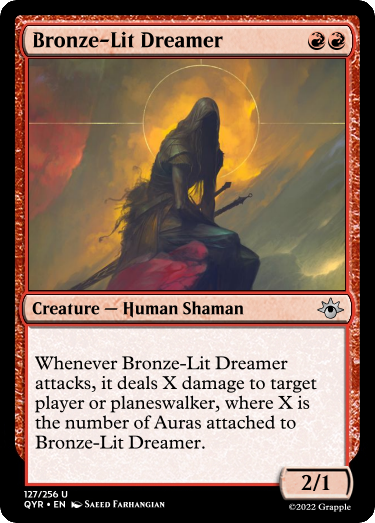 Bronze-Lit Dreamer
Creature — Human Shaman
Whenever Bronze-Lit Dreamer
attacks, it deals X damage to target
player or planeswalker, where X is
the number of Auras attached to
Bronze-Lit Dreamer.
2/1
127/256 U
QYR • EN Saeed Farhangian
©2022 Grapple